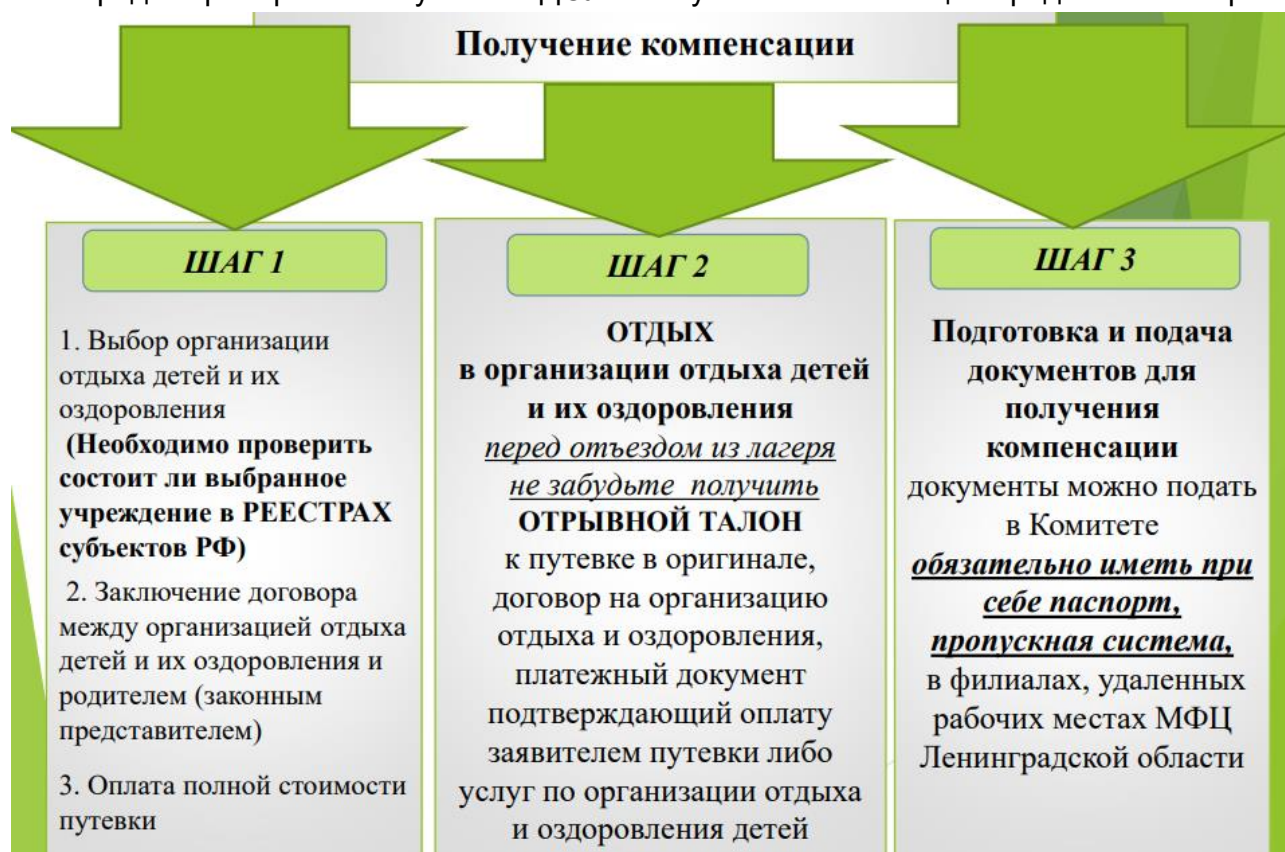 Получение компенсации
ШАГ 1
1. Выбор организации
отдыха детей и их
оздоровления
(Необходимо проверить
состоит ли выбранное
учреждение в РЕЕСТРАХ
субъектов РФ)
2. Заключение договора
между организацией отдыха
детей и их оздоровления и
родителем (законным
представителем)
3. Оплата полной стоимости
путевки
ШАГ 2
ОТДЫХ
в организации отдыха детей
и их оздоровления
перед отъездом из лагеря
не забудьте получить
ОТРЫВНОЙ ТАЛОН
к путевке в оригинале,
договор на организацию
отдыха и оздоровления,
платежный документ
подтверждающий оплату
заявителем путевки либо
услуг по организации отдыха
и оздоровления детей
ШАГ 3
Подготовка и подача
документов для
получения
компенсации
документы можно подать
в Комитете
обязательно иметь при
себе паспорт,
пропускная система,
в филиалах, удаленных
рабочих местах МФЦ
Ленинградской области